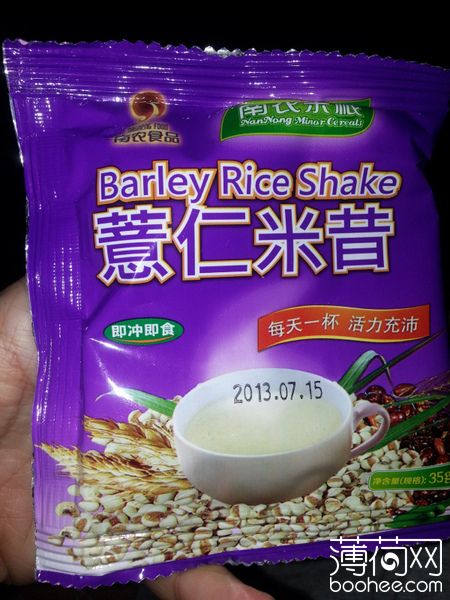 南农食品
南农杂粮
NanNong Minor Cereals
Barley Rice Shake
薏仁米昔
即冲即食
每天一杯 活力充沛
2013.07.15
净含量(规格): 35g
薄荷网
boohee.com